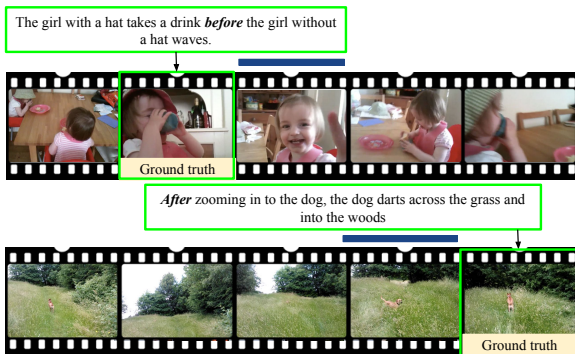 The girl with a hat takes a drink before the girl without
a hat waves.
Ground truth
After zooming in to the dog, the dog darts across the grass and
into the woods
Ground truth